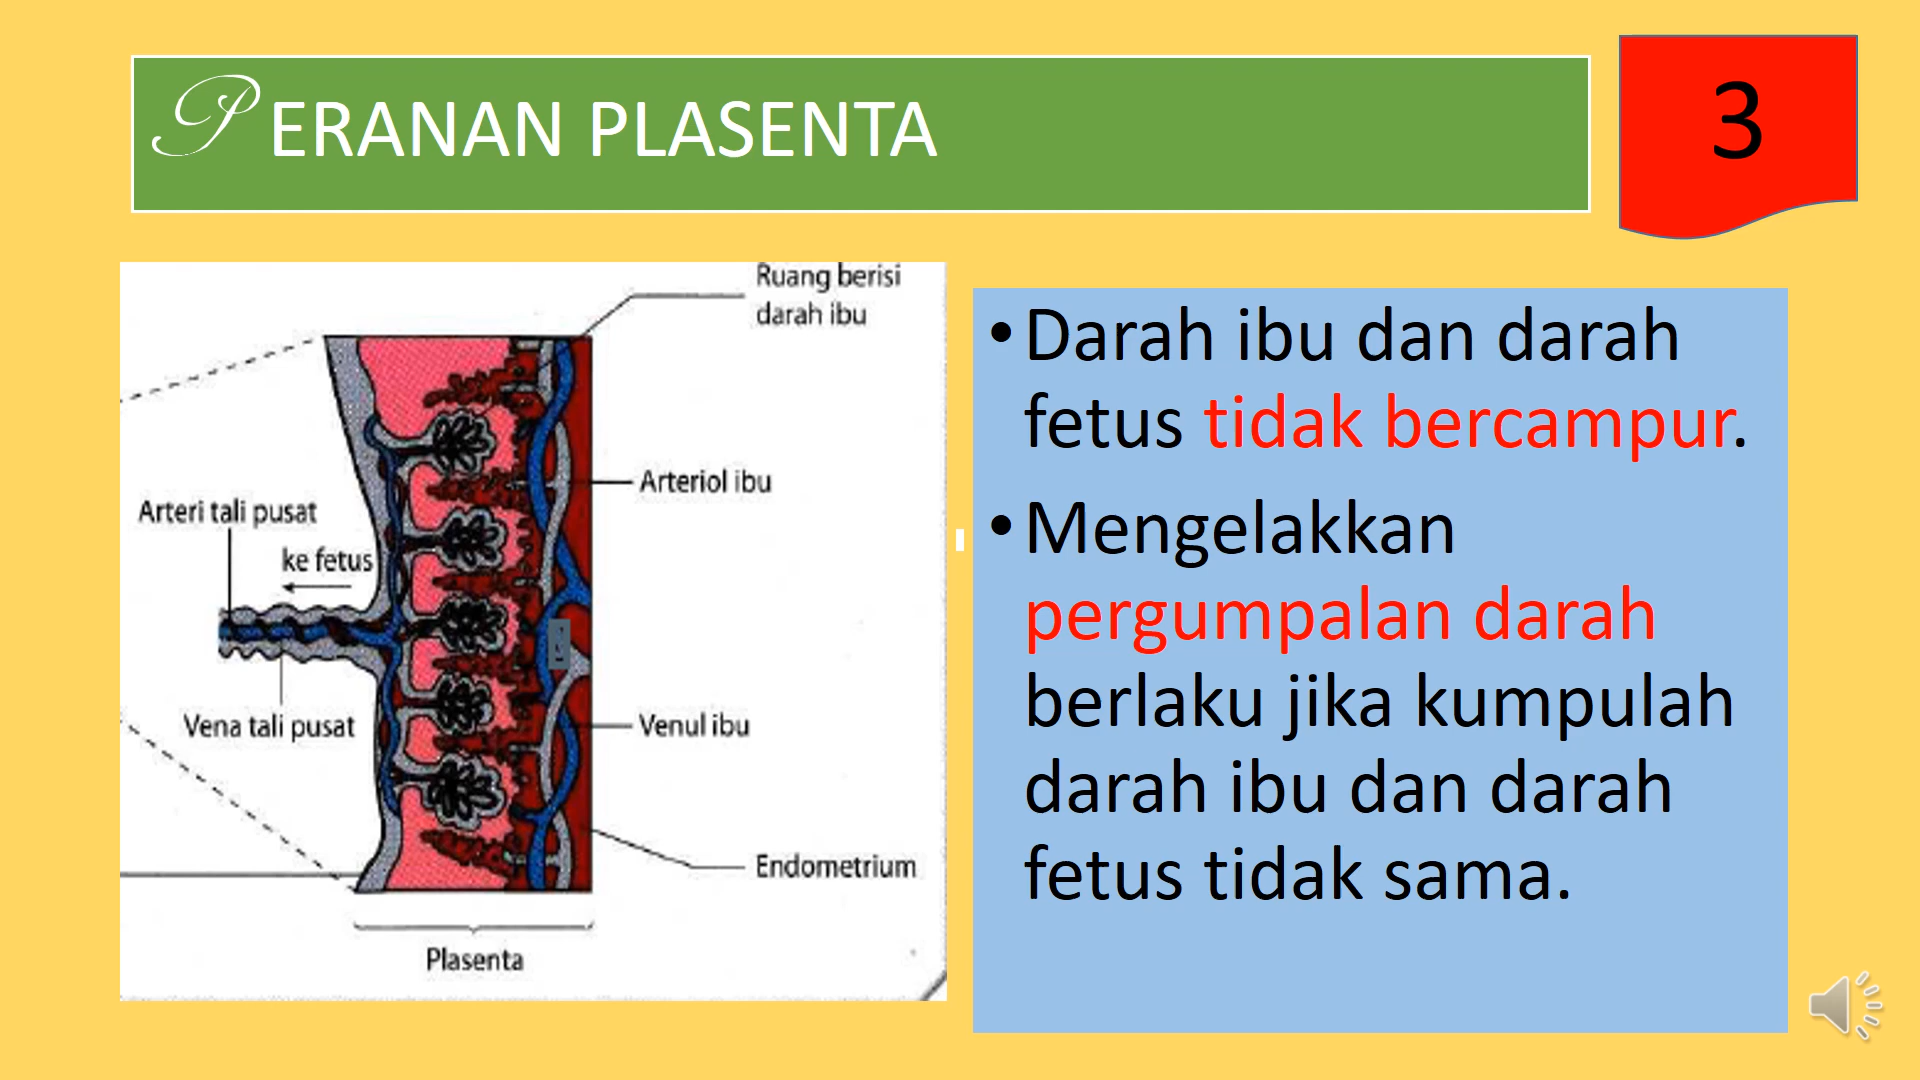 PERANAN PLASENTA
3
Ruang berisi
darah ibu
Arteriol ibu
Arteri tali pusat
ke fetus
Vena tali pusat
Venul ibu
Endometrium
Plasenta
•Darah ibu dan darah
fetus tidak bercampur.
•Mengelakkan
pergumpalan darah
berlaku jika kumpulah
darah ibu dan darah
fetus tidak sama.